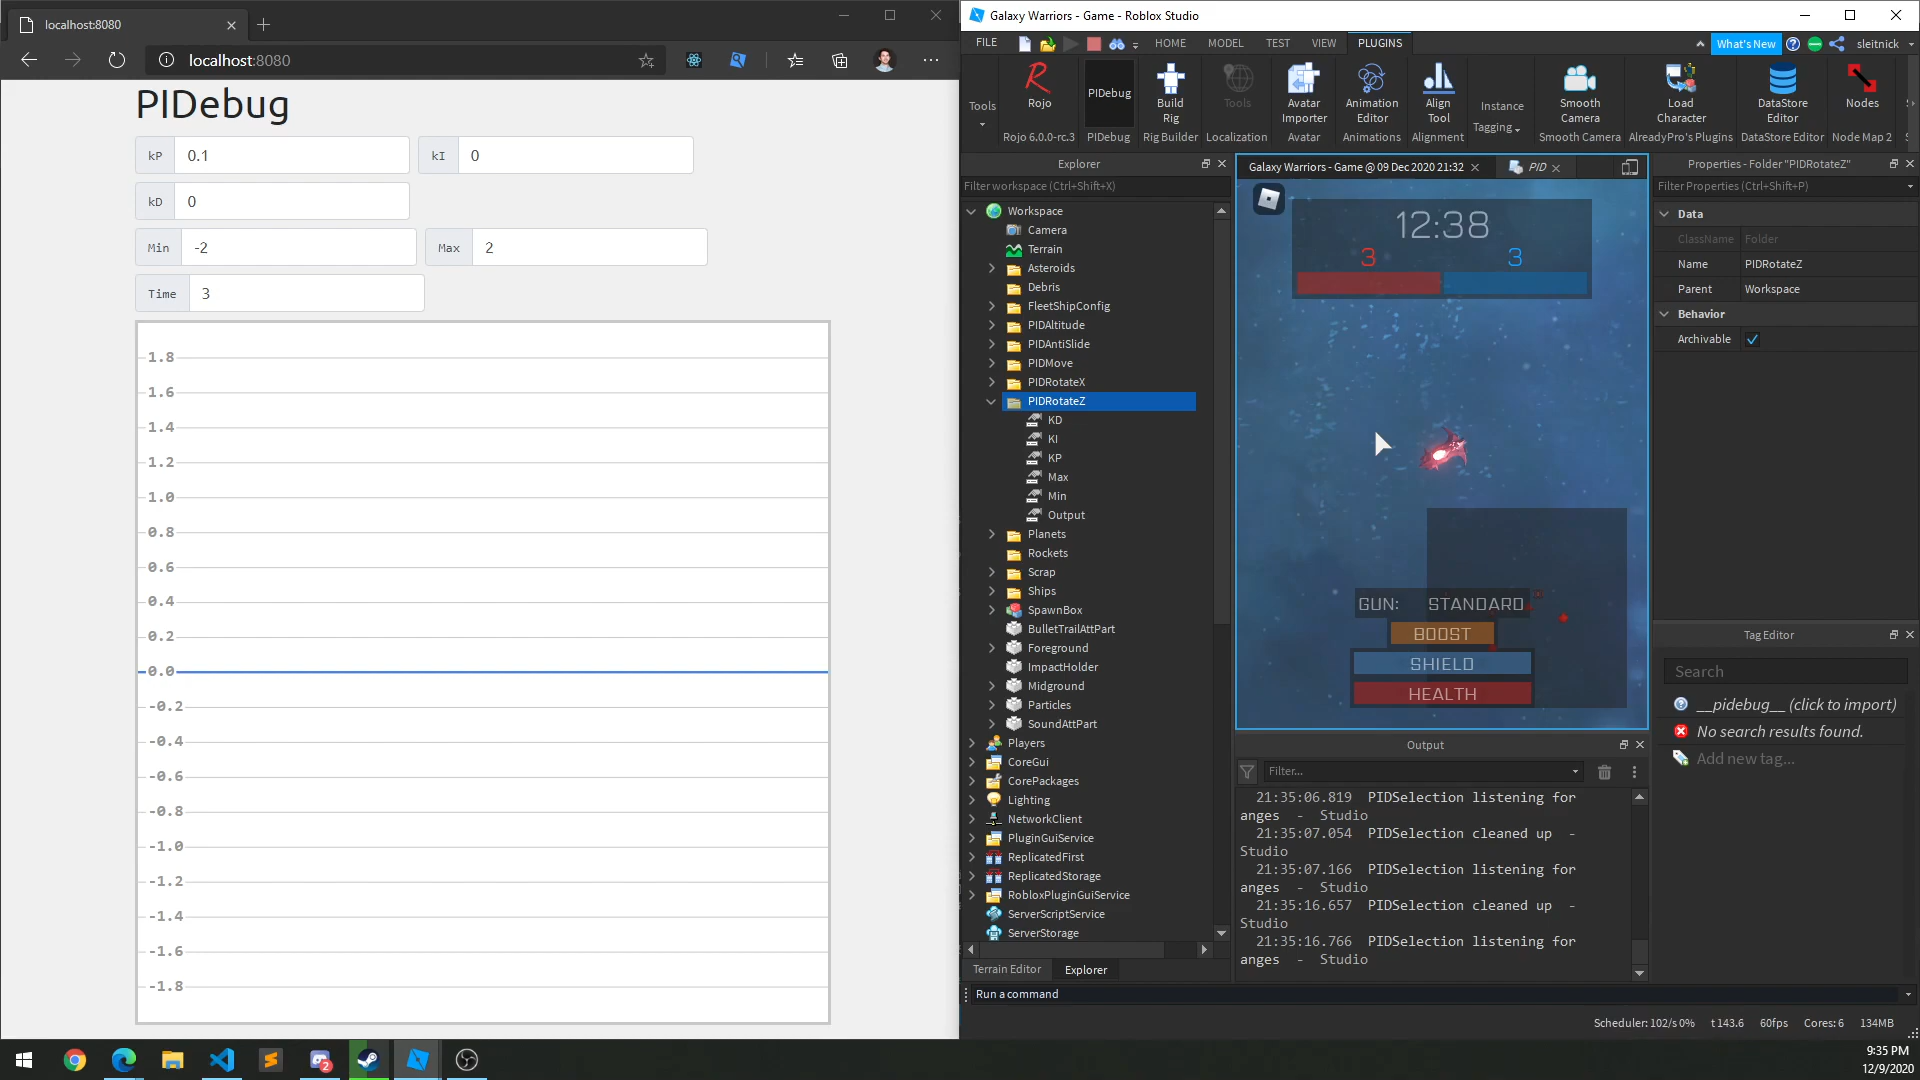 localhost:8080
localhost:8080
PIDebug
kP 0.1 kI 0
kD 0
Min -2 Max 2
Time 3
1.8
1.6
1.4
1.2
1.0
0.8
0.6
0.4
0.2
0.0
-0.2
-0.4
-0.6
-0.8
-1.0
-1.2
-1.4
-1.6
-1.8
Galaxy Warriors - Game - Roblox Studio
FILE HOME MODEL TEST VIEW PLUGINS What's New sleitnick
Tools
Rojo
PIDebug
Build
Rig
Tools
Avatar
Importer
Animation
Editor
Align
Tool
Instance
Tagging
Smooth
Camera
Load
Character
DataStore
Editor
Nodes
Rojo 6.0.0-rc.3 PIDebug Rig Builder Localization Avatar Animations Alignment Smooth Camera AlreadyPro's Plugins DataStore Editor Node Map 2
Explorer
Filter workspace (Ctrl+Shift+X)
Workspace
Camera
Terrain
Asteroids
Debris
FleetShipConfig
PIDAltitude
PIDAntiSlide
PIDMove
PIDRotateX
PIDRotateZ
KD
KI
KP
Max
Min
Output
Planets
Rockets
Scrap
Ships
SpawnBox
BulletTrailAttPart
Foreground
ImpactHolder
Midground
Particles
SoundAttPart
Players
CoreGui
CorePackages
Lighting
NetworkClient
PluginGuiService
ReplicatedFirst
ReplicatedStorage
RobloxPluginGuiService
ServerScriptService
ServerStorage
Terrain Editor Explorer
Galaxy Warriors - Game @ 09 Dec 2020 21:32 PID
12:38
3 3
GUN: STANDARD
BOOST
SHIELD
HEALTH
Output
Filter...
21:35:06.819 PIDSelection listening for
anges - Studio
21:35:07.054 PIDSelection cleaned up -
Studio
21:35:07.166 PIDSelection listening for
anges - Studio
21:35:16.657 PIDSelection cleaned up -
Studio
21:35:16.766 PIDSelection listening for
anges - Studio
Properties - Folder "PIDRotateZ"
Filter Properties (Ctrl+Shift+P)
Data
ClassName Folder
Name PIDRotateZ
Parent Workspace
Behavior
Archivable
Tag Editor
Search
__pidebug__ (click to import)
No search results found.
Add new tag...
Run a command
Scheduler: 102/s 0% t 143.6 60fps Cores: 6 134MB
2
9:35 PM
12/9/2020